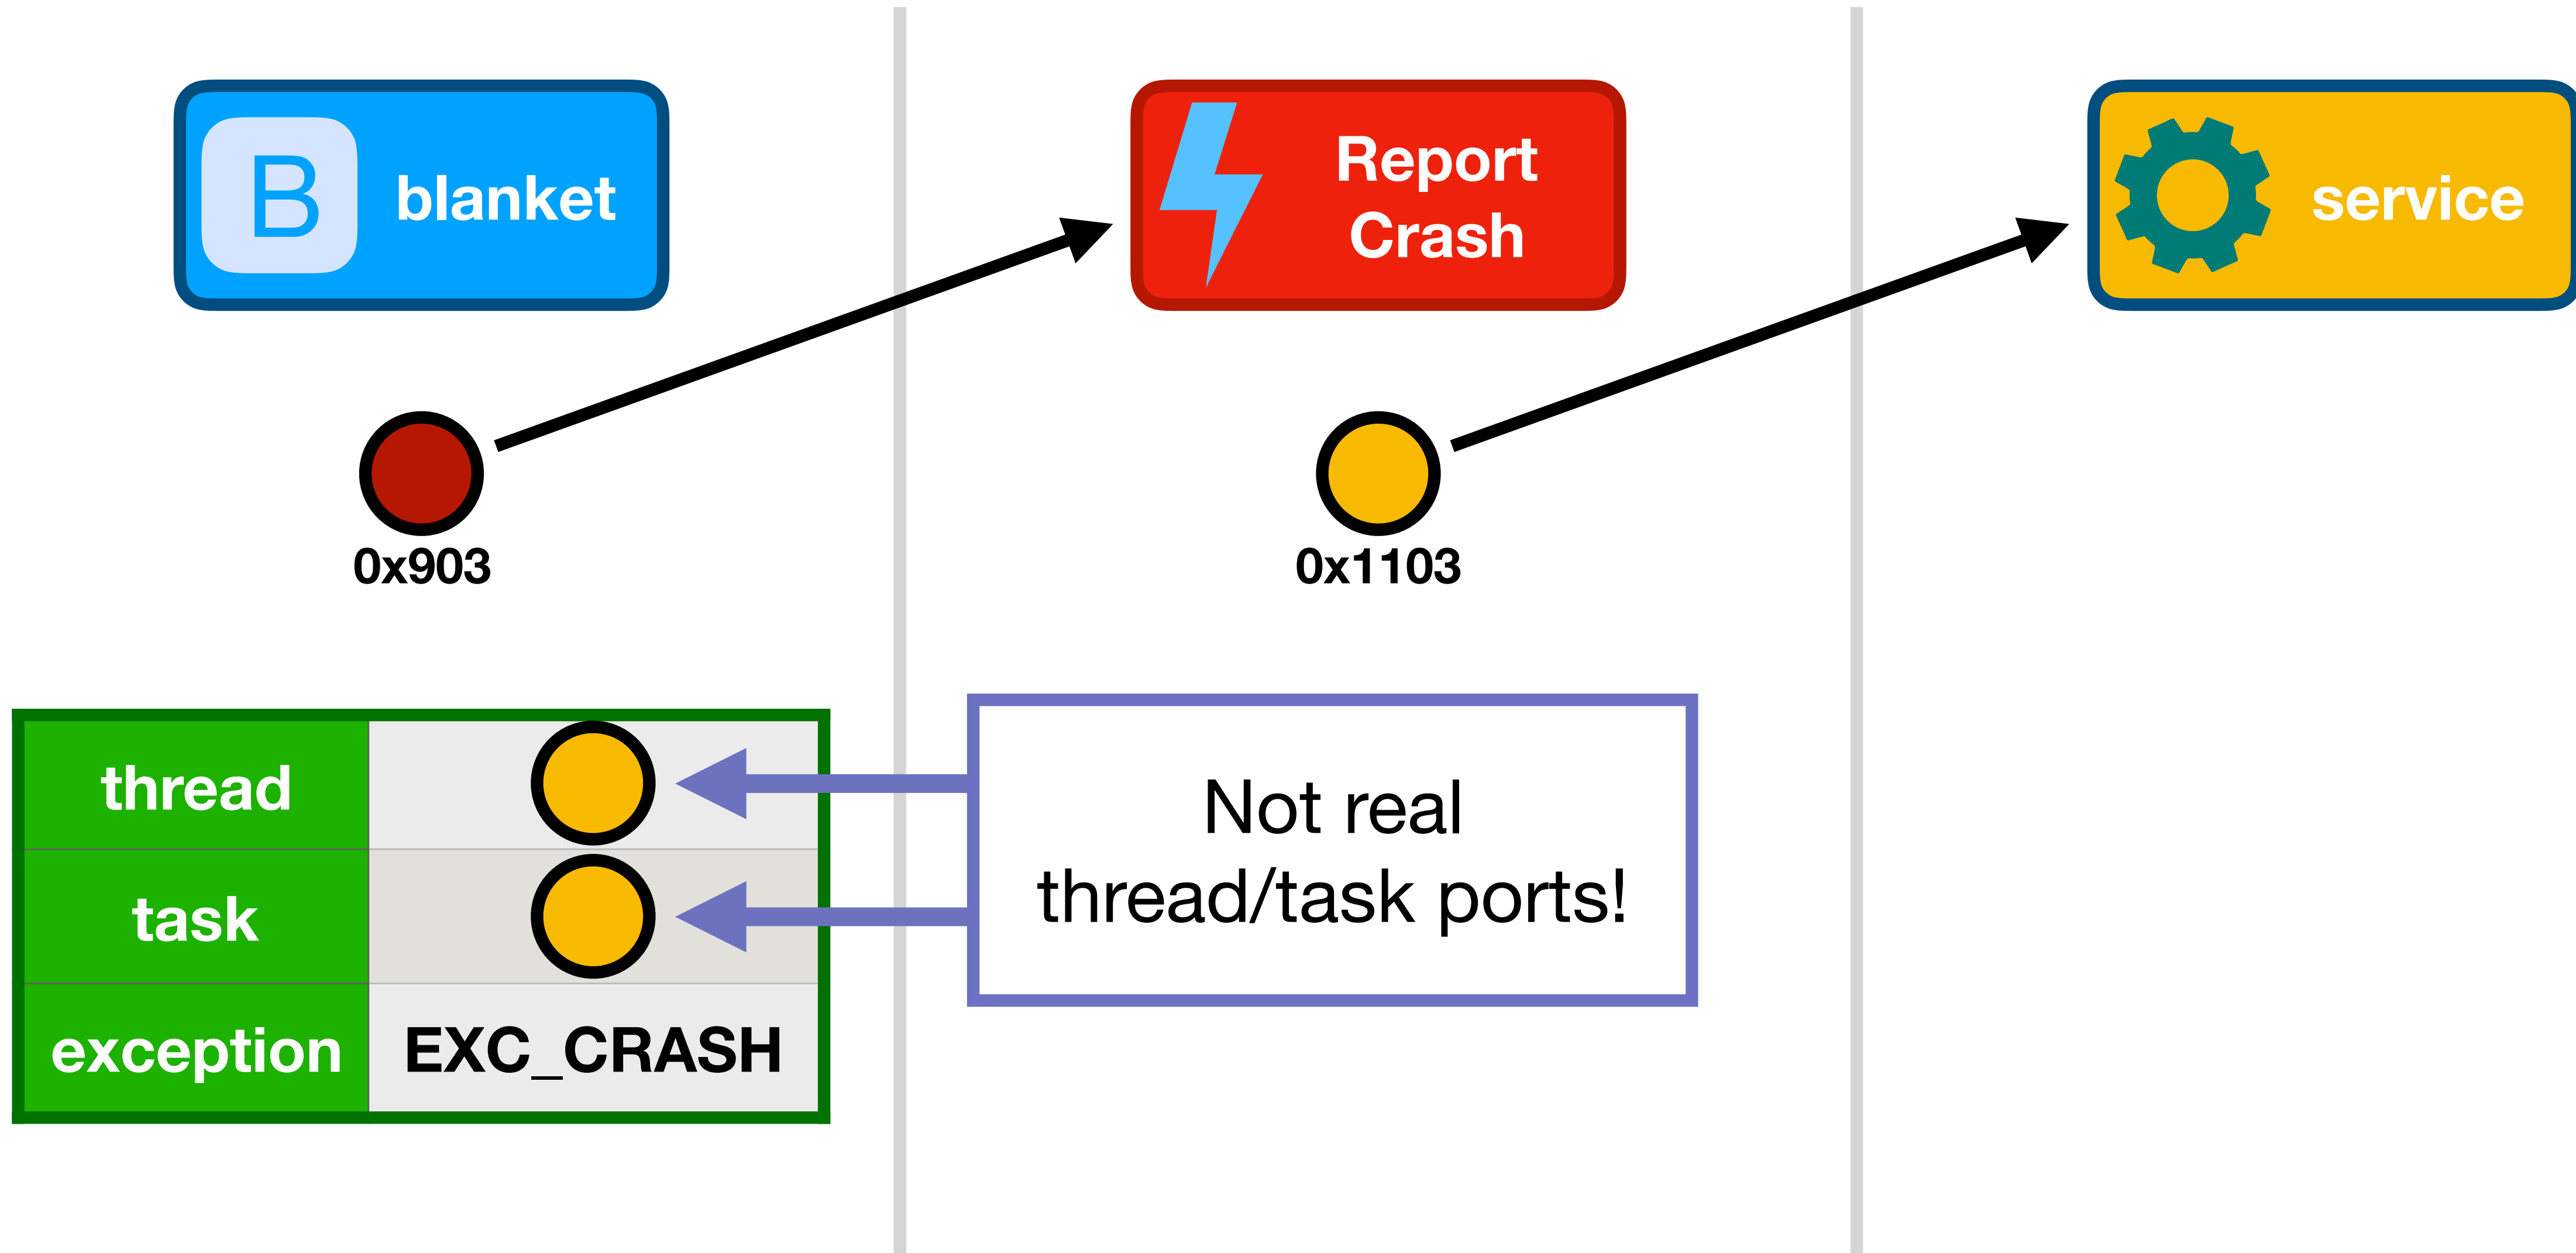 B
blanket
Report
Crash
service
0x903
0x1103
thread
task
exception
EXC_CRASH
Not real
thread/task ports!